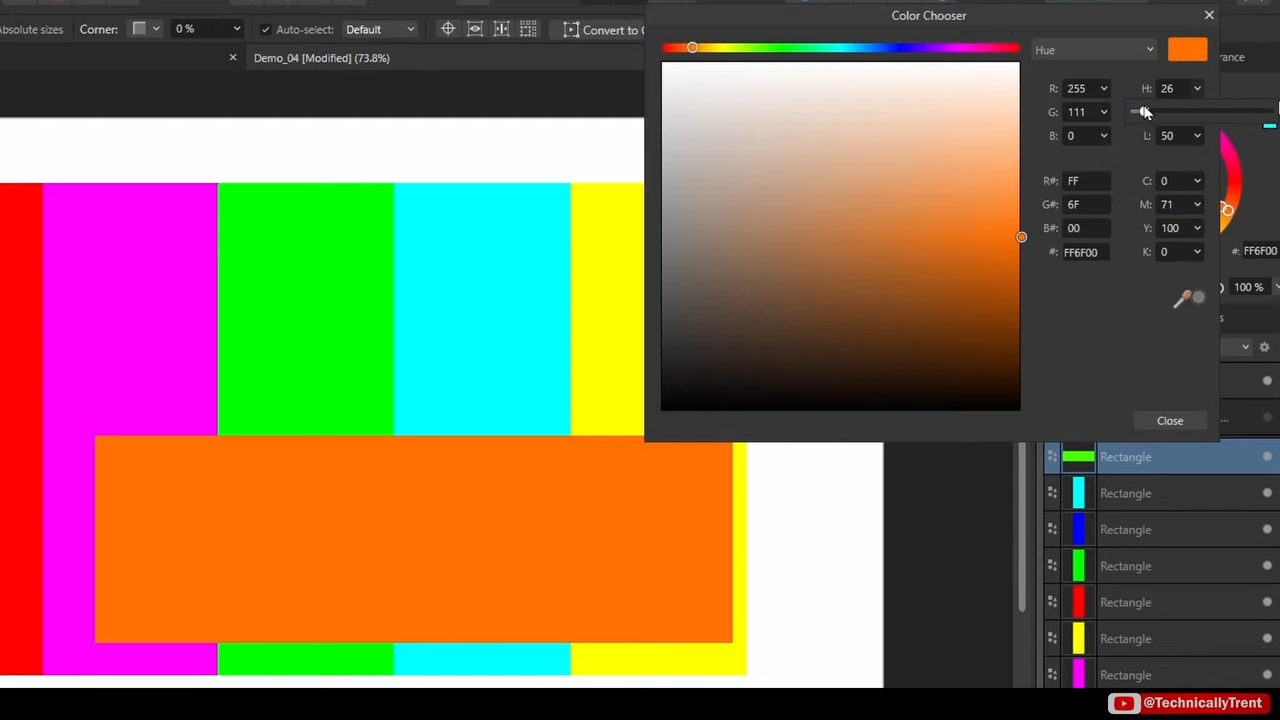 Absolute sizes Corner: 0 % Auto-select: Default Convert to C
Demo_04 [Modified] (73.8%)
Color Chooser
Hue
R: 255 H: 26
G: 111
B: 0 L: 50
R#: FF C: 0
G#: 6F M: 71
B#: 00 Y: 100
#: FF6F00 K: 0
Close
rance
#: FF6F00
100 %
s
...
Rectangle
Rectangle
Rectangle
Rectangle
Rectangle
Rectangle
Rectangle
@TechnicallyTrent